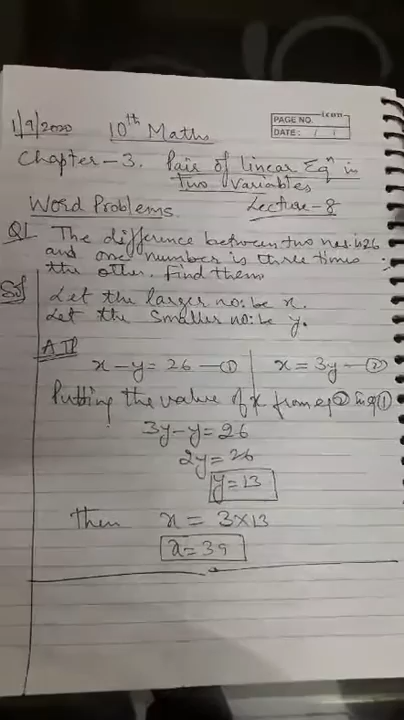 icon
PAGE NO.
DATE: / /
1/9/2020 10th Maths
Chapter-3. Pair of linear Eqn in
two Variables
Word Problems. Lecture-8
Q1. The difference between two nos. is 26
and one number is three times
the other. Find them
Sol Let the larger no: be x.
Let the smaller no: be y.
ATP
x-y=26-① x=3y-②
Putting the value of x from eq② in eq①
3y-y=26
2y=26
y=13
Then x= 3x13
x=39